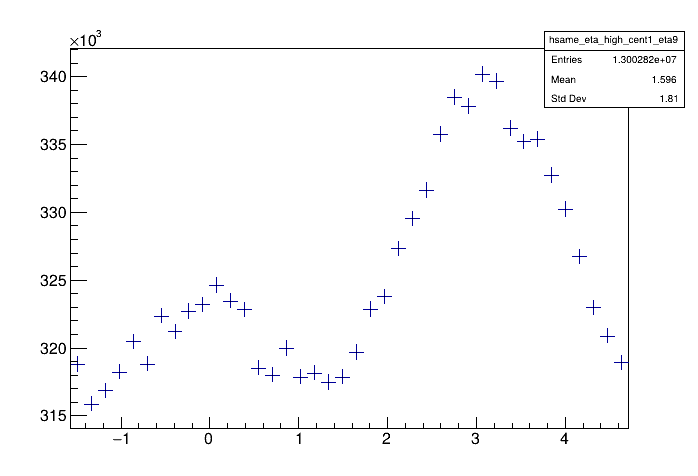 ×10³
hsame_eta_high_cent1_eta9
Entries 1.300282e+07
Mean 1.596
Std Dev 1.81
340
335
330
325
320
315
−1 0 1 2 3 4